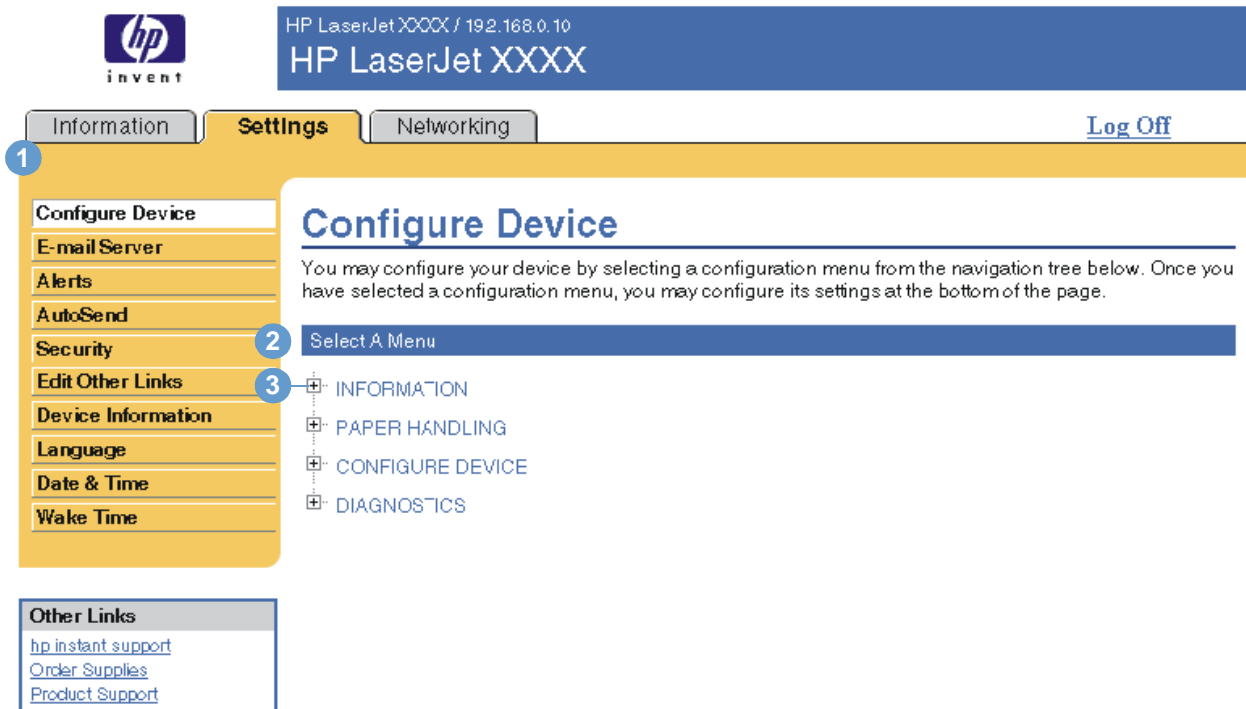 hp
invent
HP LaserJet XXXX / 192.168.0.10
HP LaserJet XXXX
Information
Settings
Networking
Log Off
1
Configure Device
E-mail Server
Alerts
AutoSend
Security
Edit Other Links
Device Information
Language
Date & Time
Wake Time
Configure Device
You may configure your device by selecting a configuration menu from the navigation tree below. Once you
have selected a configuration menu, you may configure its settings at the bottom of the page.
2
Select A Menu
3
INFORMATION
PAPER HANDLING
CONFIGURE DEVICE
DIAGNOSTICS
Other Links
hp instant support
Order Supplies
Product Support